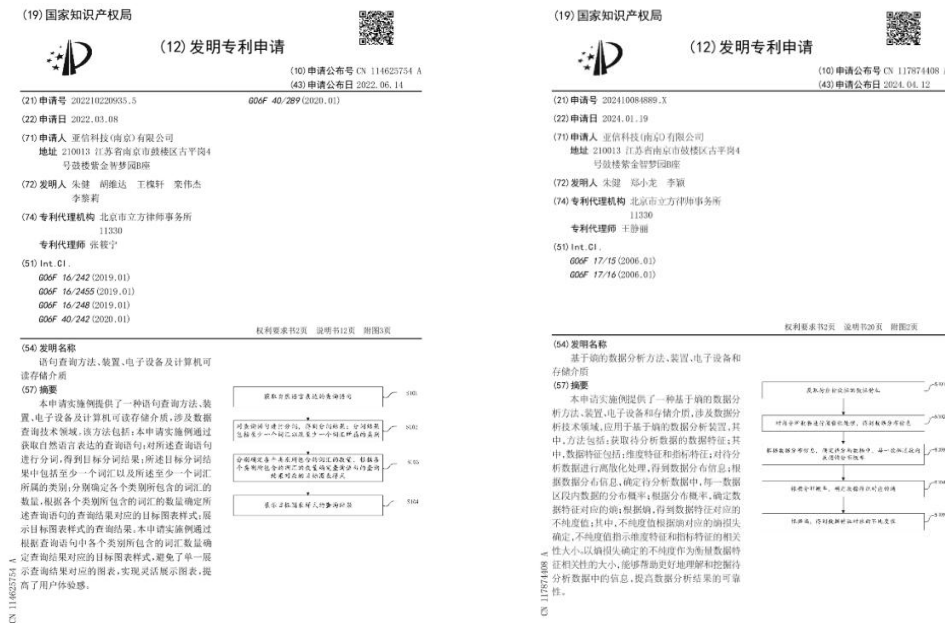 (19)国家知识产权局
(12)发明专利申请
(10)申请公布号 CN 114625754 A
(43)申请公布日 2022.06.14
(21)申请号 202210220935.5
(22)申请日 2022.03.08
(71)申请人 亚信科技(南京)有限公司
地址 210013 江苏省南京市鼓楼区古平岗4
号鼓楼紫金智梦园B座
(72)发明人 朱健 胡维达 王槐轩 栾伟杰
李黎莉
(74)专利代理机构 北京市立方律师事务所
11330
专利代理师 张筱宁
(51)Int.Cl.
G06F 16/242(2019.01)
G06F 16/2455(2019.01)
G06F 16/248(2019.01)
G06F 40/242(2020.01)
G06F 40/289(2020.01)
权利要求书2页 说明书12页 附图3页
(54)发明名称
语句查询方法、装置、电子设备及计算机可
读存储介质
(57)摘要
本申请实施例提供了一种语句查询方法、装
置、电子设备及计算机可读存储介质,涉及数据
查询技术领域。该方法包括:本申请实施例通过
获取自然语言表达的查询语句;对所述查询语句
进行分词,得到目标分词结果;所述目标分词结
果中包括至少一个词汇以及所述至少一个词汇
所属的类别;分别确定各个类别所包含的词汇的
数量,根据各个类别所包含的词汇的数量确定所
述查询语句的查询结果对应的目标图表样式;展
示目标图表样式的查询结果。本申请实施例通过
根据查询语句中各个类别所包含的词汇数量确
定查询结果对应的目标图表样式,避免了单一展
示查询结果对应的图表,实现灵活展示图表,提
高了用户体验感。
获取自然语言表达的查询语句
CN 114625754 A
(19)国家知识产权局
(12)发明专利申请
(10)申请公布号 CN 117874408
(43)申请公布日 2024.04.12
(21)申请号 202410084889.X
(22)申请日 2024.01.19
(71)申请人 亚信科技(南京)有限公司
地址 210013 江苏省南京市鼓楼区古平岗4
号鼓楼紫金智梦园B座
(72)发明人 朱健 郑小龙 李颖
(74)专利代理机构 北京市立方律师事务所
11330
专利代理师 王静丽
(51)Int.Cl.
G06F 17/15(2006.01)
G06F 17/16(2006.01)
权利要求书2页 说明书20页 附图2页
(54)发明名称
基于熵的数据分析方法、装置、电子设备和
存储介质
(57)摘要
本申请实施例提供了一种基于熵的数据分
析方法、装置、电子设备和存储介质,涉及数据分
析技术领域,应用于基于熵的数据分析装置,其
中,方法包括:获取待分析数据的数据特征;其
中,数据特征包括:维度特征和指标特征;对待分
析数据进行离散化处理,得到数据分布信息;根
据数据分布信息,确定待分析数据中,每一数据
区段内数据的分布概率;根据分布概率,确定数
据特征对应的熵;根据熵,得到数据特征对应的
不纯度值;其中,不纯度值根据熵对应的熵损失
确定,不纯度值指示维度特征和指标特征的相关
性大小。以熵损失确定的不纯度作为衡量数据特
征相关性的大小,能够帮助更好地理解和挖掘待
分析数据中的信息,提高数据分析结果的可靠
性。
CN 117874408 A